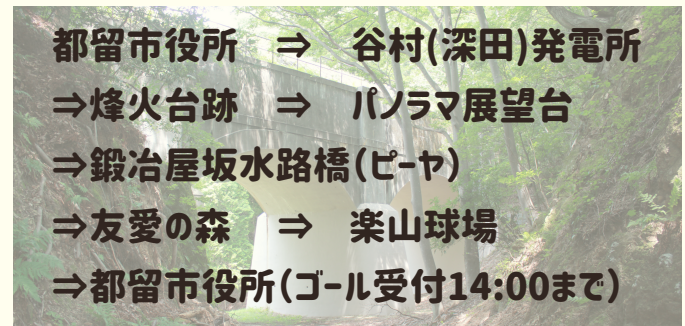 都留市役所　⇒　谷村(深田)発電所
⇒烽火台跡　⇒　パノラマ展望台
⇒鍛冶屋坂水路橋(ピーヤ)
⇒友愛の森　⇒　楽山球場
⇒都留市役所(ゴール受付14:00まで)